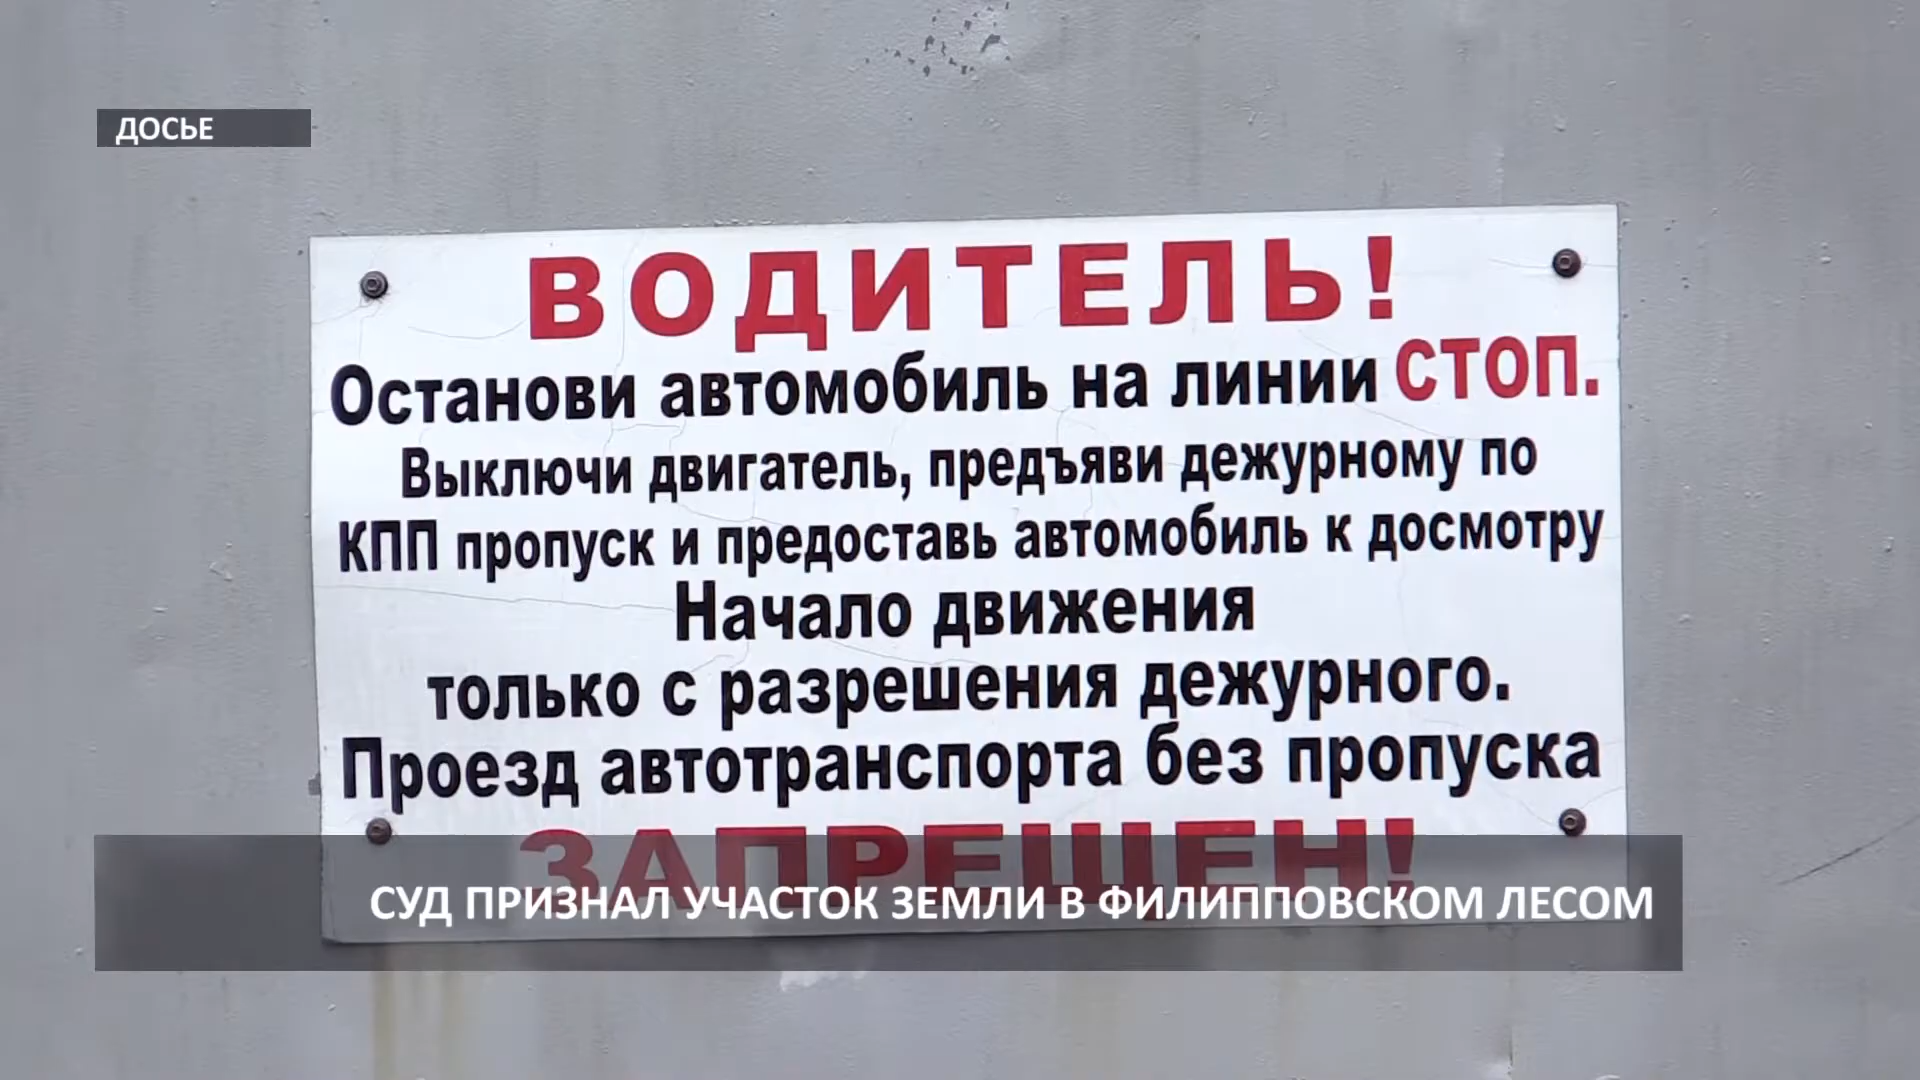 ДОСЬЕ
ВОДИТЕЛЬ!
Останови автомобиль на линии СТОП.
Выключи двигатель, предъяви дежурному по
КПП пропуск и предоставь автомобиль к досмотру
Начало движения
только с разрешения дежурного.
Проезд автотранспорта без пропуска
ЗАПРЕЩЕН!
СУД ПРИЗНАЛ УЧАСТОК ЗЕМЛИ В ФИЛИППОВСКОМ ЛЕСОМ